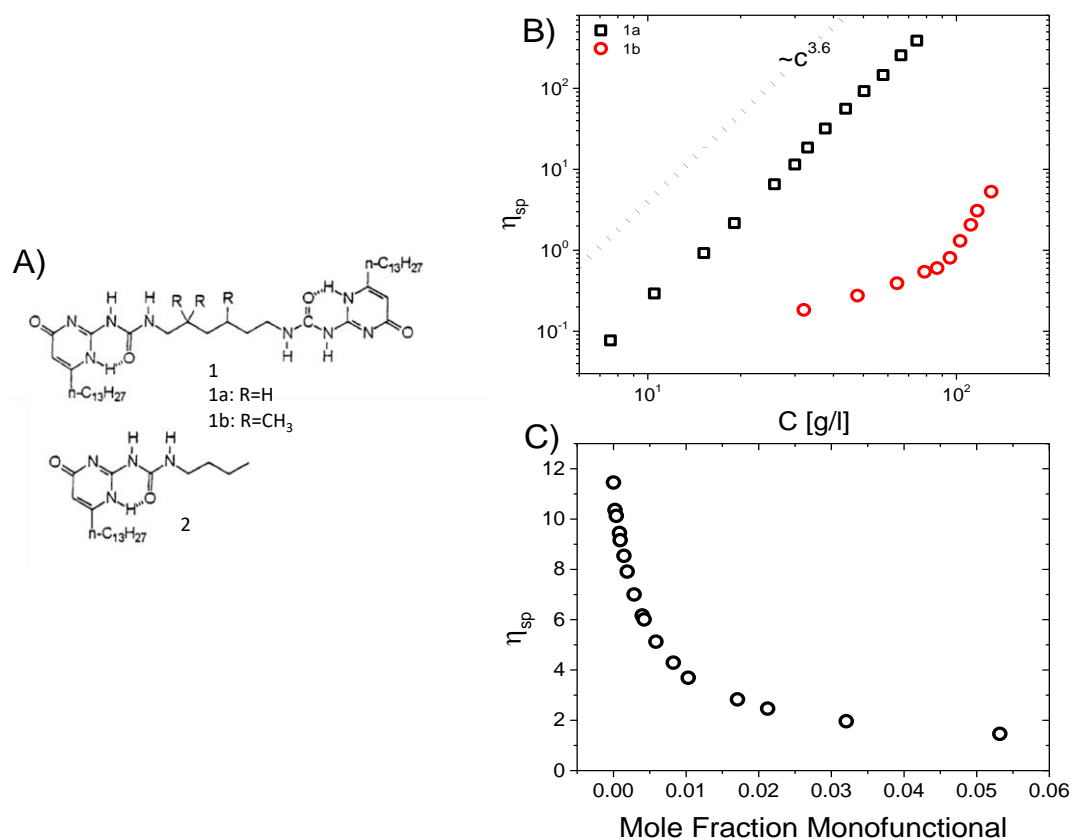 A)
n-C13H27
R R R
O H N
H H
O N N N
N C N N O
N H O H H
n-C13H27
1
1a: R=H
1b: R=CH3
H H
O N N N
N H O
n-C13H27
2
B)
1a
1b
~c3.6
10^2
10^1
10^0
10^-1
ηsp
10^1 10^2
C [g/l]
C)
12
10
8
6
4
2
0
ηsp
0.00 0.01 0.02 0.03 0.04 0.05 0.06
Mole Fraction Monofunctional